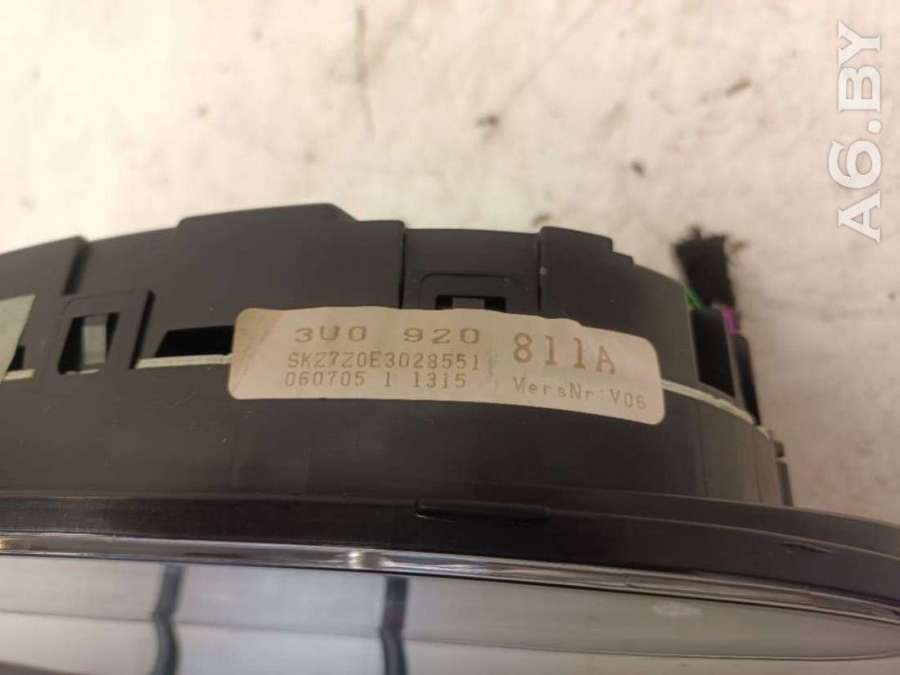 3U0 920 811A
SKZ7Z0E3028551
060705 1 1315 VersNr:V06
A6.BY